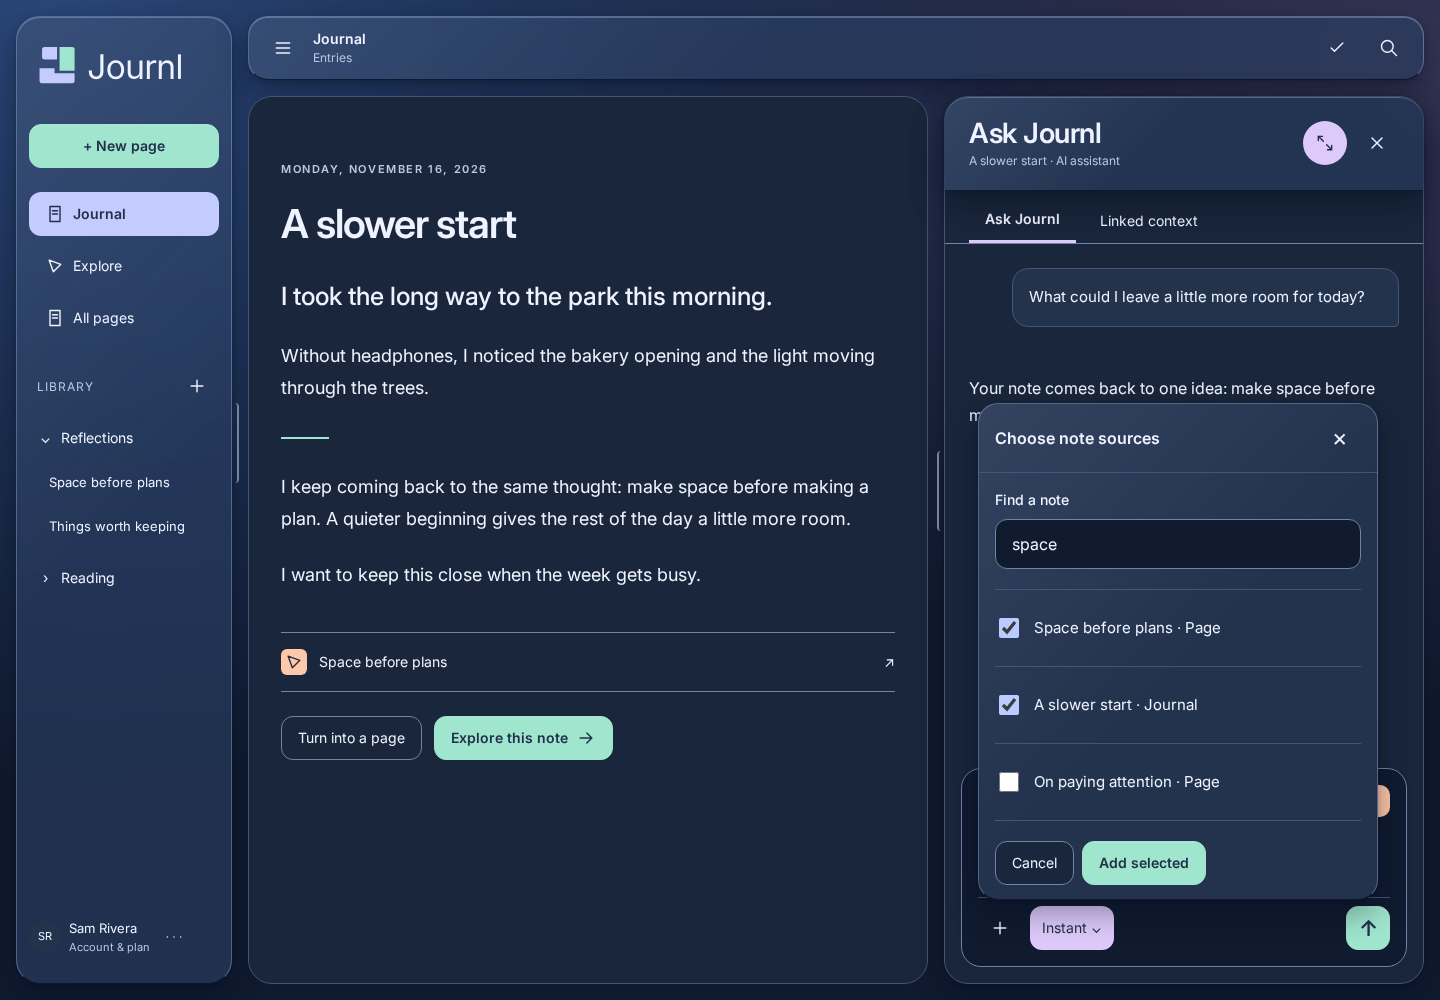 Journl
+ New page
Journal
Explore
All pages
LIBRARY
Reflections
Space before plans
Things worth keeping
Reading
SR
Sam Rivera
Account & plan
Journal
Entries
MONDAY, NOVEMBER 16, 2026
A slower start
I took the long way to the park this morning.
Without headphones, I noticed the bakery opening and the light moving
through the trees.
I keep coming back to the same thought: make space before making a
plan. A quieter beginning gives the rest of the day a little more room.
I want to keep this close when the week gets busy.
Space before plans
Turn into a page
Explore this note
Ask Journl
A slower start · AI assistant
Ask Journl
Linked context
What could I leave a little more room for today?
Your note comes back to one idea: make space before
Choose note sources
Find a note
space
Space before plans · Page
A slower start · Journal
On paying attention · Page
Cancel
Add selected
Instant